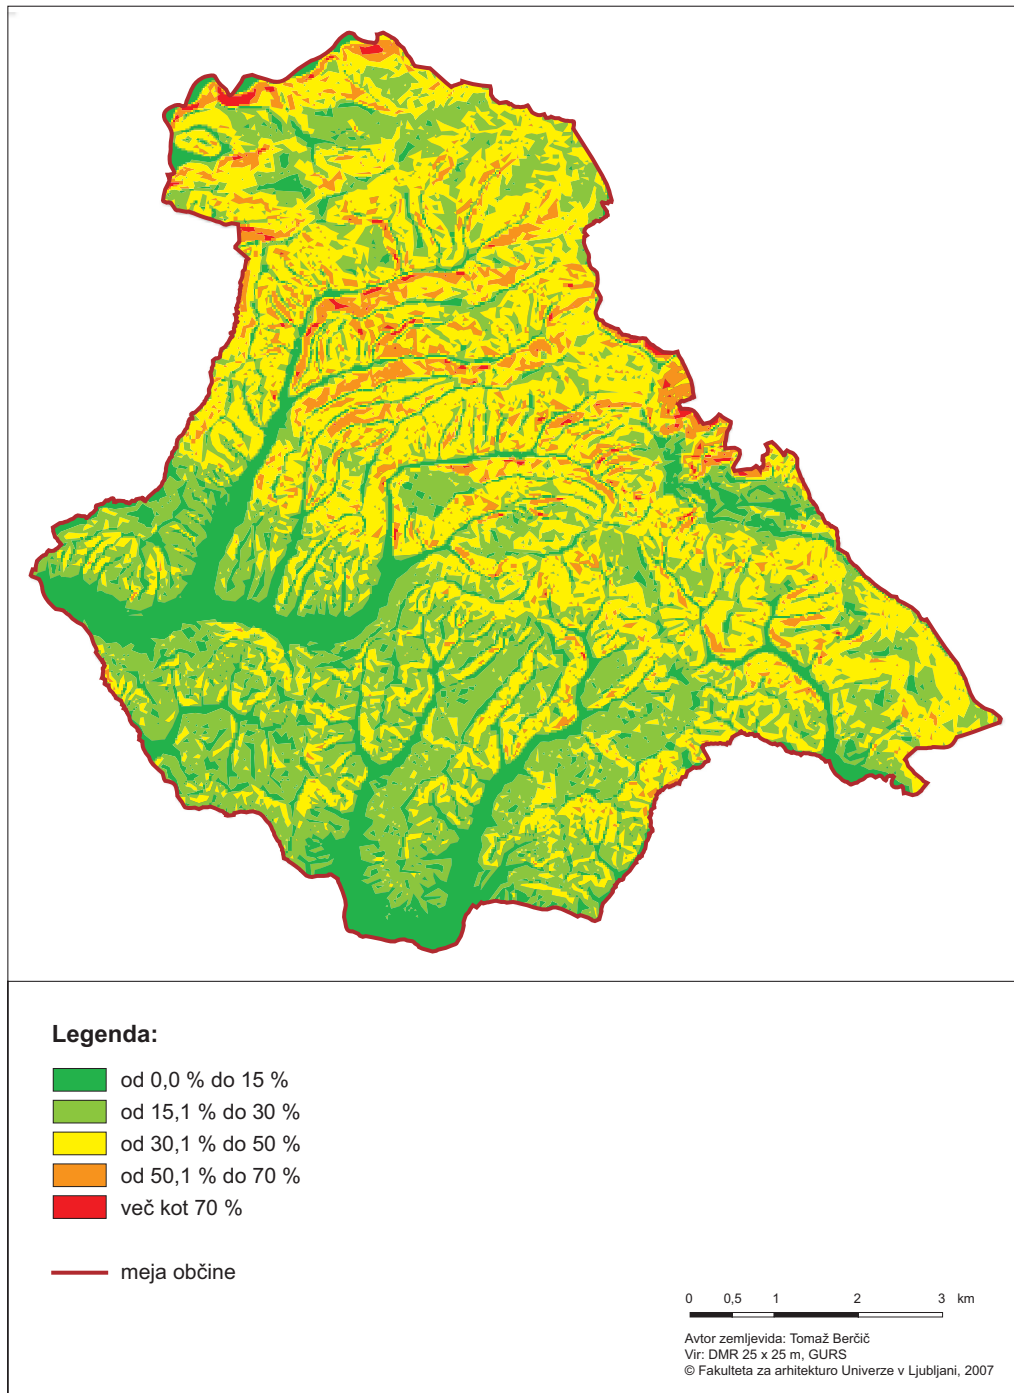 Legenda:
od 0,0 % do 15 %
od 15,1 % do 30 %
od 30,1 % do 50 %
od 50,1 % do 70 %
več kot 70 %
meja občine
0 0,5 1 2 3 km
Avtor zemljevida: Tomaž Berčič
Vir: DMR 25 x 25 m, GURS
© Fakulteta za arhitekturo Univerze v Ljubljani, 2007